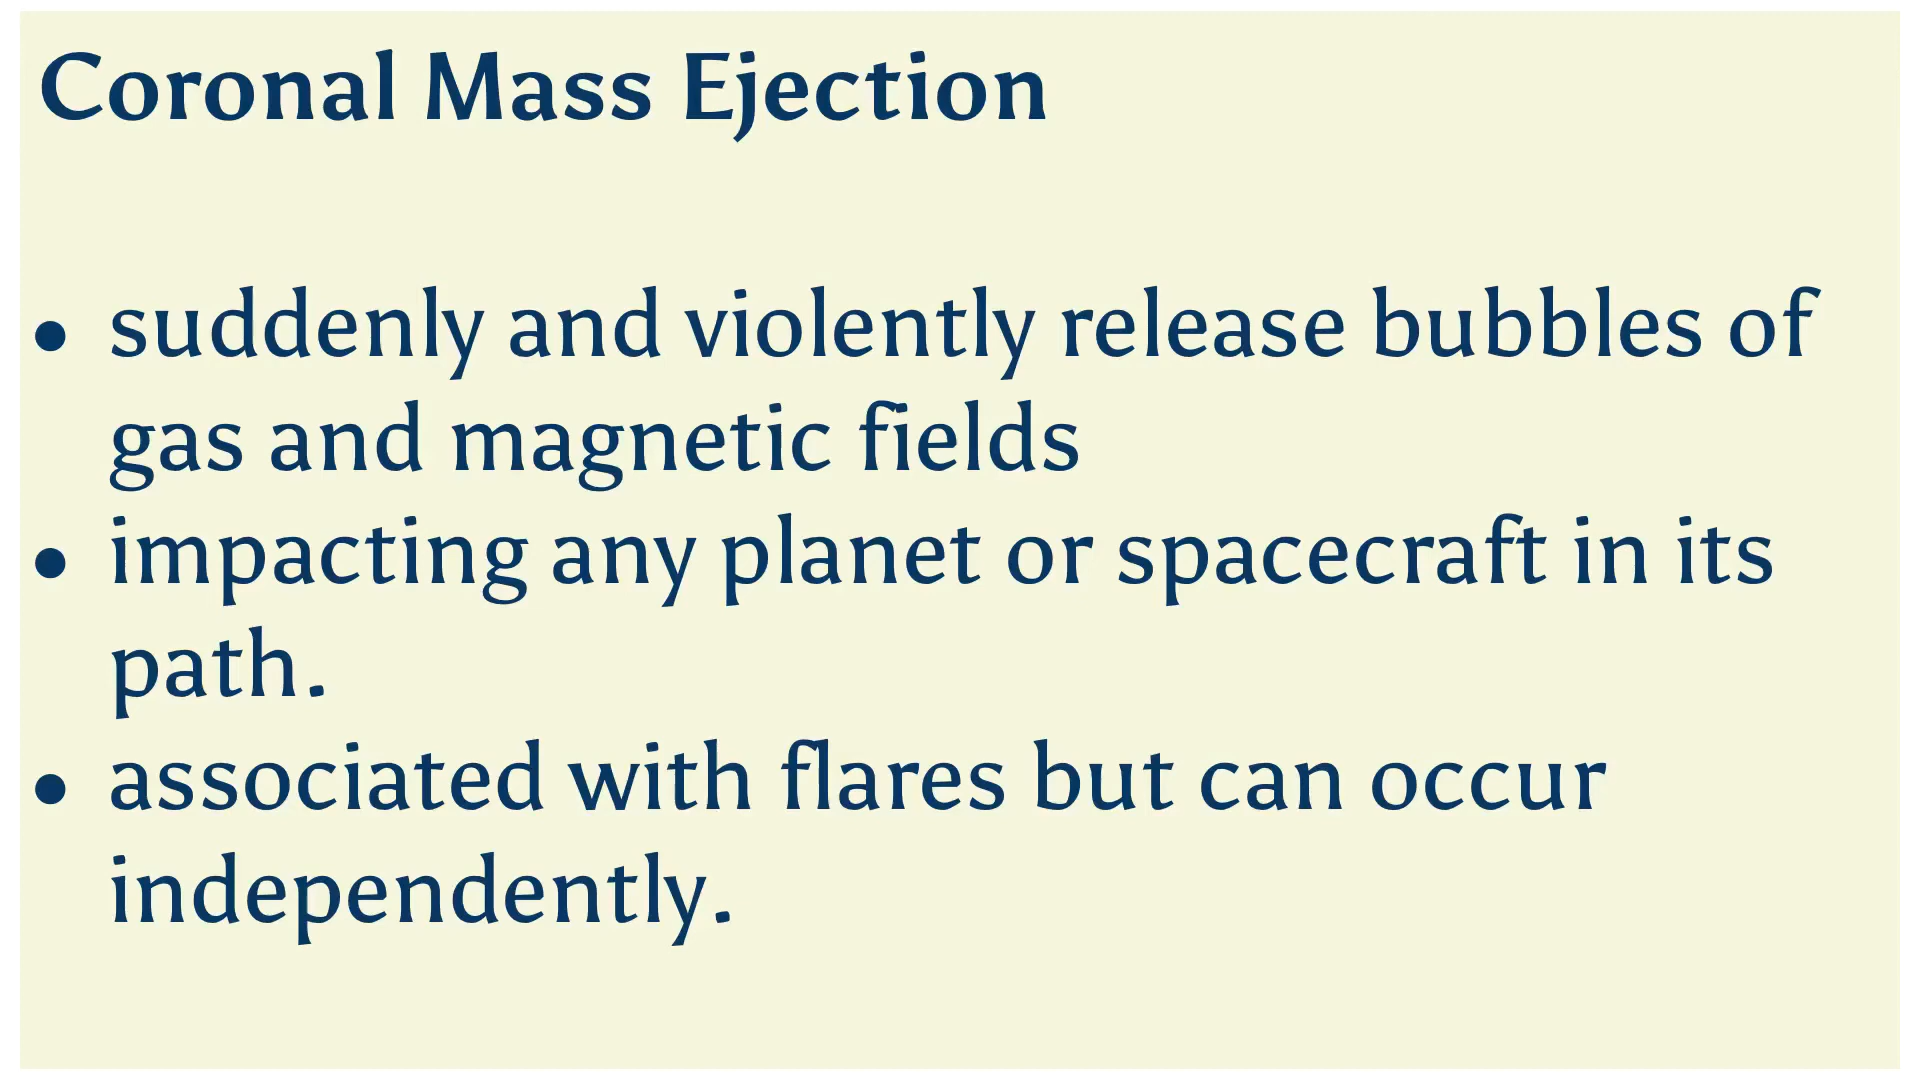 Coronal Mass Ejection
• suddenly and violently release bubbles of
gas and magnetic fields
• impacting any planet or spacecraft in its
path.
• associated with flares but can occur
independently.